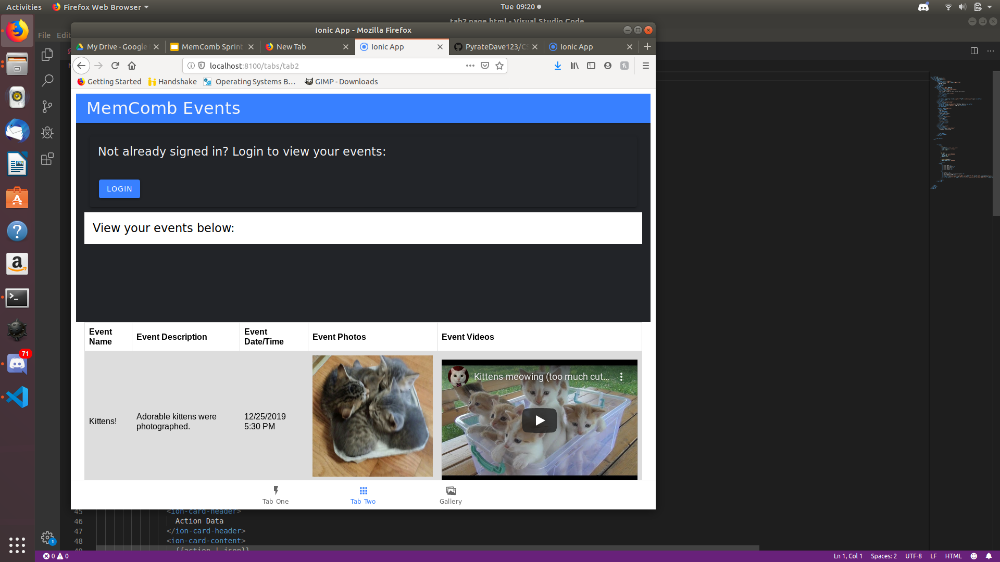 Activities Firefox Web Browser Tue 09:20
tab2.page.html - Visual Studio Code
File Edit
Ionic App - Mozilla Firefox
My Drive - Google MemComb Sprint New Tab Ionic App PyrateDave123/CS Ionic App
localhost:8100/tabs/tab2
Getting Started Handshake Operating Systems B... GIMP - Downloads
MemComb Events
Not already signed in? Login to view your events:
LOGIN
View your events below:
Event Name Event Description Event Date/Time Event Photos Event Videos
Kittens! Adorable kittens were photographed. 12/25/2019 5:30 PM
Kittens meowing (too much cut...
71
Tab One Tab Two Gallery
45 <ion-card-header>
46 Action Data
47 </ion-card-header>
48 <ion-card-content>
49 {{action | json}}
1
0 0 Ln 1, Col 1 Spaces: 2 UTF-8 LF HTML